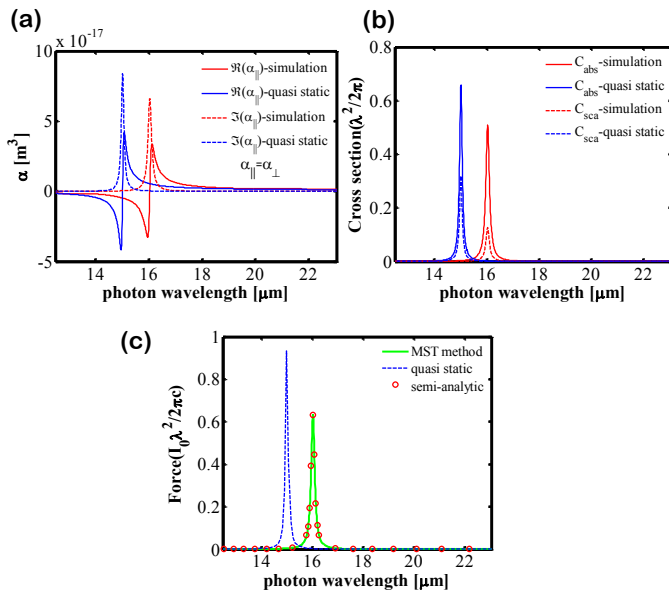 (a)
x 10⁻¹⁷
10
5
0
-5
α [m³]
ℜ(α||)-simulation
ℜ(α||)-quasi static
ℑ(α||)-simulation
ℑ(α||)-quasi static
α||=α⊥
14 16 18 20 22
photon wavelength [μm]
(b)
0.8
0.6
0.4
0.2
0
Cross section(λ²/2π)
C_abs-simulation
C_abs-quasi static
C_sca-simulation
C_sca-quasi static
14 16 18 20 22
photon wavelength [μm]
(c)
1
0.8
0.6
0.4
0.2
0
Force(I₀λ²/2πc)
MST method
quasi static
semi-analytic
14 16 18 20 22
photon wavelength [μm]